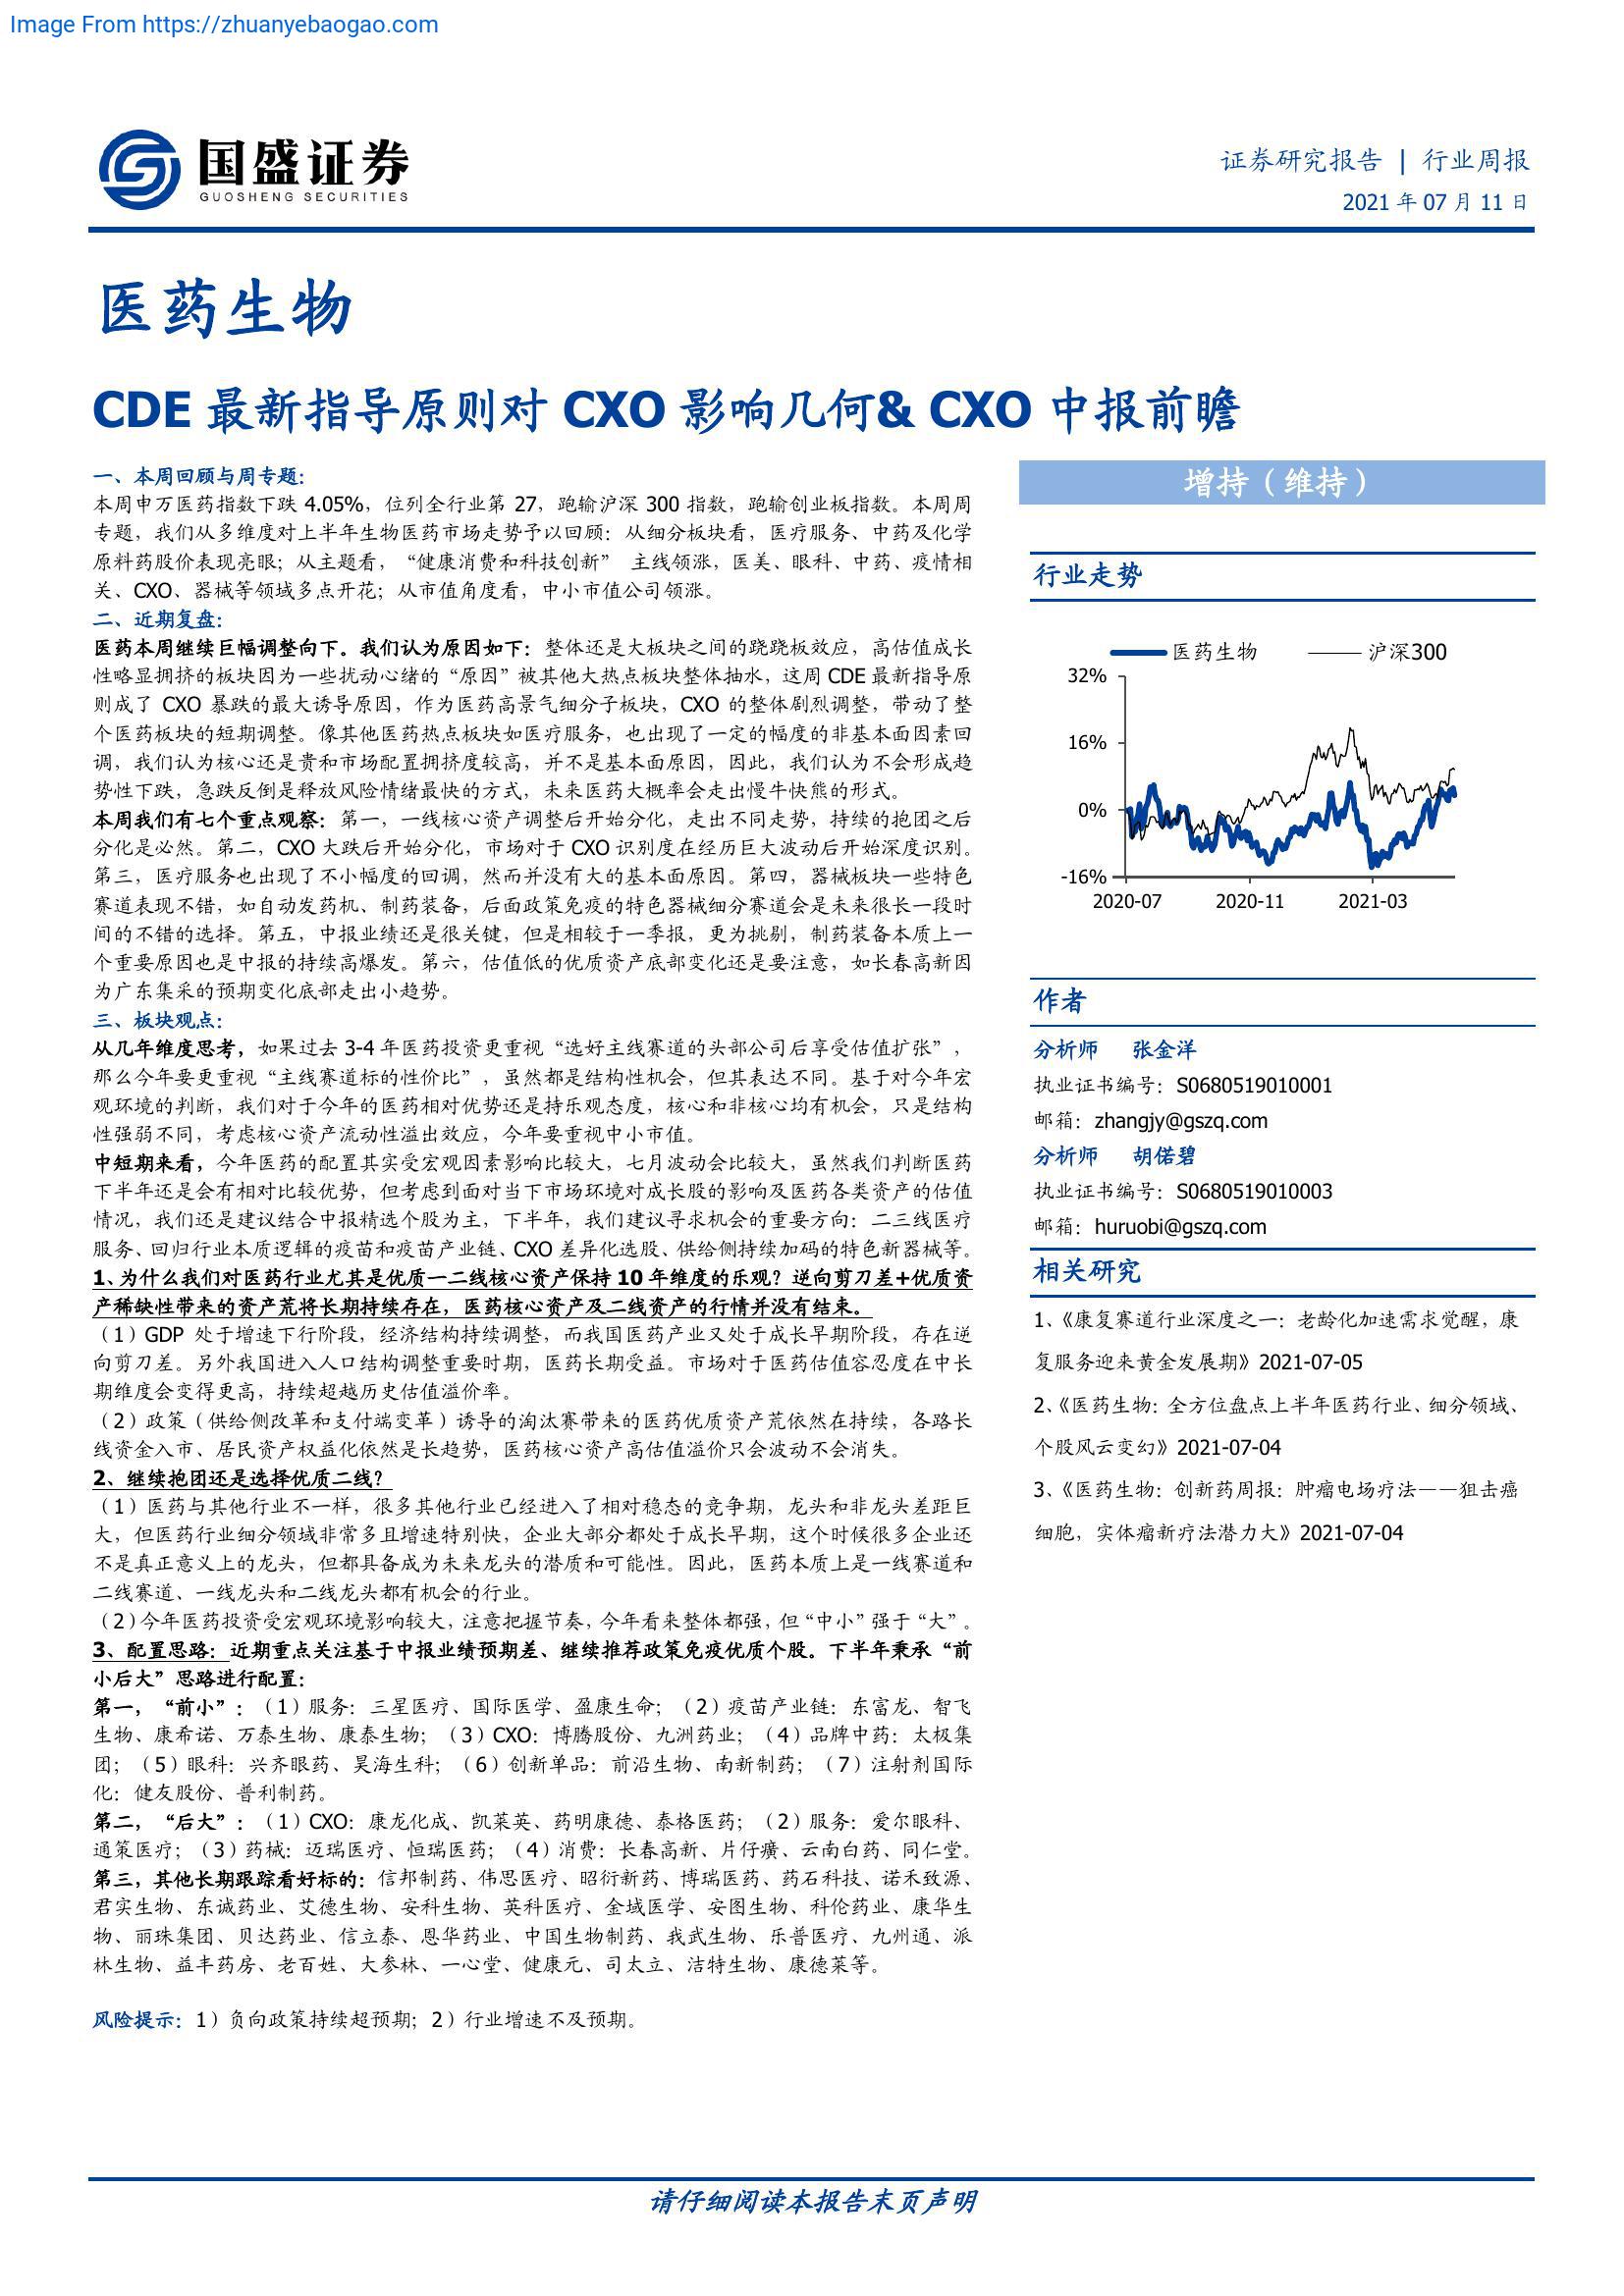 Image From https://zhuanyebaogao.com
国盛证券
GUOSHENG SECURITIES
证券研究报告 | 行业周报
2021 年 07 月 11 日
医药生物
CDE 最新指导原则对 CXO 影响几何& CXO 中报前瞻
一、本周回顾与周专题：
本周申万医药指数下跌 4.05%，位列全行业第 27，跑输沪深 300 指数，跑输创业板指数。本周周
专题，我们从多维度对上半年生物医药市场走势予以回顾：从细分板块看，医疗服务、中药及化学
原料药股价表现亮眼；从主题看，“健康消费和科技创新” 主线领涨，医美、眼科、中药、疫情相
关、CXO、器械等领域多点开花；从市值角度看，中小市值公司领涨。
二、近期复盘：
医药本周继续巨幅调整向下。我们认为原因如下：整体还是大板块之间的跷跷板效应，高估值成长
性略显拥挤的板块因为一些扰动心绪的“原因”被其他大热点板块整体抽水，这周 CDE 最新指导原
则成了 CXO 暴跌的最大诱导原因，作为医药高景气细分子板块，CXO 的整体剧烈调整，带动了整
个医药板块的短期调整。像其他医药热点板块如医疗服务，也出现了一定的幅度的非基本面因素回
调，我们认为核心还是贵和市场配置拥挤度较高，并不是基本面原因，因此，我们认为不会形成趋
势性下跌，急跌反倒是释放风险情绪最快的方式，未来医药大概率会走出慢牛快熊的形式。
本周我们有七个重点观察：第一，一线核心资产调整后开始分化，走出不同走势，持续的抱团之后
分化是必然。第二，CXO 大跌后开始分化，市场对于 CXO 识别度在经历巨大波动后开始深度识别。
第三，医疗服务也出现了不小幅度的回调，然而并没有大的基本面原因。第四，器械板块一些特色
赛道表现不错，如自动发药机、制药装备，后面政策免疫的特色器械细分赛道会是未来很长一段时
间的不错的选择。第五，中报业绩还是很关键，但是相较于一季报，更为挑剔，制药装备本质上一
个重要原因也是中报的持续高爆发。第六，估值低的优质资产底部变化还是要注意，如长春高新因
为广东集采的预期变化底部走出小趋势。
三、板块观点：
从几年维度思考，如果过去 3-4 年医药投资更重视“选好主线赛道的头部公司后享受估值扩张”，
那么今年要更重视“主线赛道标的性价比”，虽然都是结构性机会，但其表达不同。基于对今年宏
观环境的判断，我们对于今年的医药相对优势还是持乐观态度，核心和非核心均有机会，只是结构
性强弱不同，考虑核心资产流动性溢出效应，今年要重视中小市值。
中短期来看，今年医药的配置其实受宏观因素影响比较大，七月波动会比较大，虽然我们判断医药
下半年还是会有相对比较优势，但考虑到面对当下市场环境对成长股的影响及医药各类资产的估值
情况，我们还是建议结合中报精选个股为主，下半年，我们建议寻求机会的重要方向：二三线医疗
服务、回归行业本质逻辑的疫苗和疫苗产业链、CXO 差异化选股、供给侧持续加码的特色新器械等。
1、为什么我们对医药行业尤其是优质一二线核心资产保持 10 年维度的乐观？逆向剪刀差+优质资
产稀缺性带来的资产荒将长期持续存在，医药核心资产及二线资产的行情并没有结束。
（1）GDP 处于增速下行阶段，经济结构持续调整，而我国医药产业又处于成长早期阶段，存在逆
向剪刀差。另外我国进入人口结构调整重要时期，医药长期受益。市场对于医药估值容忍度在中长
期维度会变得更高，持续超越历史估值溢价率。
（2）政策（供给侧改革和支付端变革）诱导的淘汰赛带来的医药优质资产荒依然在持续，各路长
线资金入市、居民资产权益化依然是长趋势，医药核心资产高估值溢价只会波动不会消失。
2、继续抱团还是选择优质二线？
（1）医药与其他行业不一样，很多其他行业已经进入了相对稳态的竞争期，龙头和非龙头差距巨
大，但医药行业细分领域非常多且增速特别快，企业大部分都处于成长早期，这个时候很多企业还
不是真正意义上的龙头，但都具备成为未来龙头的潜质和可能性。因此，医药本质上是一线赛道和
二线赛道、一线龙头和二线龙头都有机会的行业。
（2）今年医药投资受宏观环境影响较大，注意把握节奏，今年看来整体都强，但“中小”强于“大”。
3、配置思路：近期重点关注基于中报业绩预期差、继续推荐政策免疫优质个股。下半年秉承“前
小后大”思路进行配置：
第一，“前小”：（1）服务：三星医疗、国际医学、盈康生命；（2）疫苗产业链：东富龙、智飞
生物、康希诺、万泰生物、康泰生物；（3）CXO：博腾股份、九洲药业；（4）品牌中药：太极集
团；（5）眼科：兴齐眼药、昊海生科；（6）创新单品：前沿生物、南新制药；（7）注射剂国际
化：健友股份、普利制药。
第二，“后大”：（1）CXO：康龙化成、凯莱英、药明康德、泰格医药；（2）服务：爱尔眼科、
通策医疗；（3）药械：迈瑞医疗、恒瑞医药；（4）消费：长春高新、片仔癀、云南白药、同仁堂。
第三，其他长期跟踪看好标的：信邦制药、伟思医疗、昭衍新药、博瑞医药、药石科技、诺禾致源、
君实生物、东诚药业、艾德生物、安科生物、英科医疗、金域医学、安图生物、科伦药业、康华生
物、丽珠集团、贝达药业、信立泰、恩华药业、中国生物制药、我武生物、乐普医疗、九州通、派
林生物、益丰药房、老百姓、大参林、一心堂、健康元、司太立、洁特生物、康德莱等。
风险提示：1）负向政策持续超预期；2）行业增速不及预期。
增持（维持）
行业走势
医药生物 沪深300
32%
16%
0%
-16%
2020-07 2020-11 2021-03
作者
分析师 张金洋
执业证书编号：S0680519010001
邮箱：zhangjy@gszq.com
分析师 胡偌碧
执业证书编号：S0680519010003
邮箱：huruobi@gszq.com
相关研究
1、《康复赛道行业深度之一：老龄化加速需求觉醒，康
复服务迎来黄金发展期》2021-07-05
2、《医药生物：全方位盘点上半年医药行业、细分领域、
个股风云变幻》2021-07-04
3、《医药生物：创新药周报：肿瘤电场疗法——狙击癌
细胞，实体瘤新疗法潜力大》2021-07-04
请仔细阅读本报告末页声明